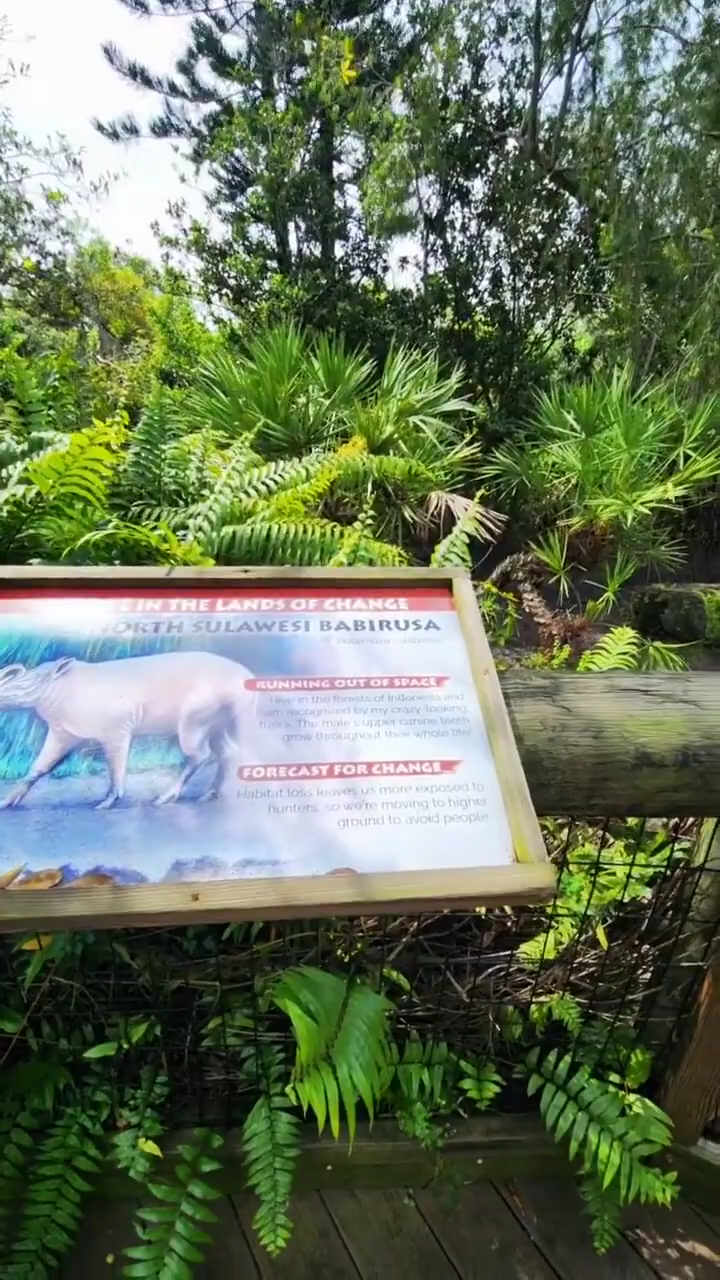 E IN THE LANDS OF CHANGE
NORTH SULAWESI BABIRUSA
RUNNING OUT OF SPACE
I live in the forests of Indonesia and
am recognized by my crazy-looking
tusks. The male's upper canine teeth
grow throughout their whole life!
FORECAST FOR CHANGE
Habitat loss leaves us more exposed to
hunters, so we're moving to higher
ground to avoid people